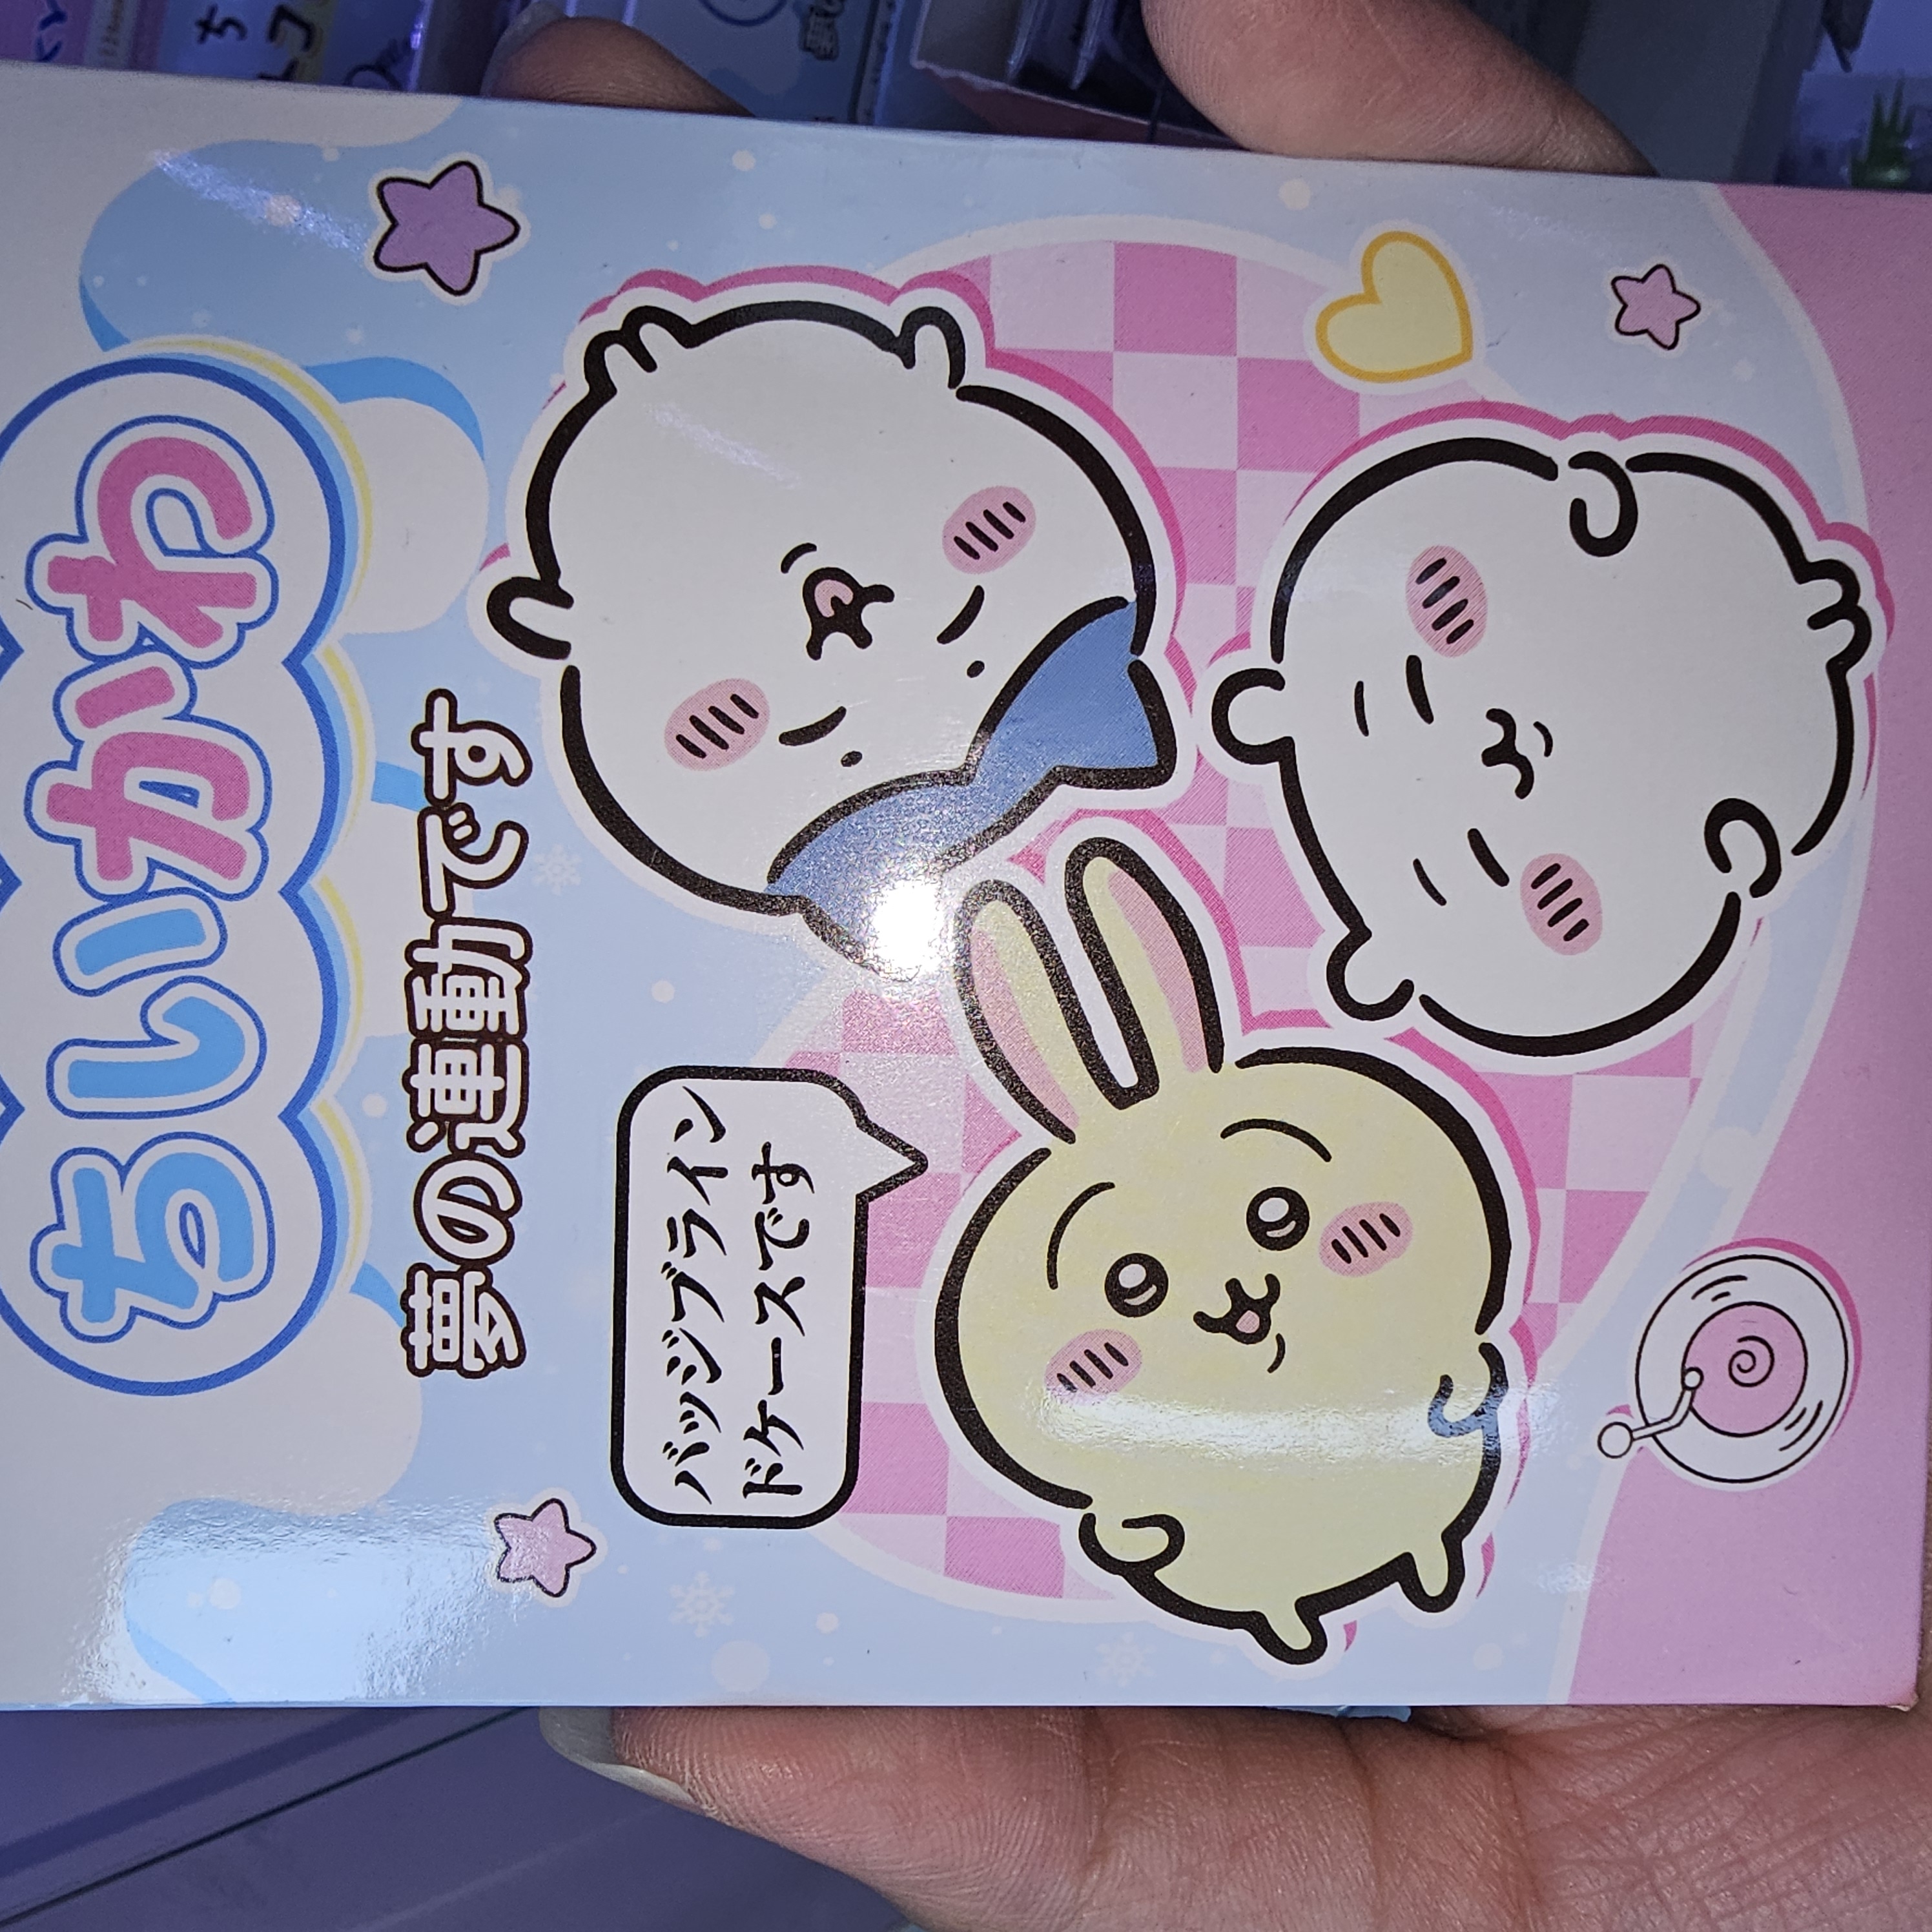 ちいかわ
夢の連動です
バッジブライン
ドケースです